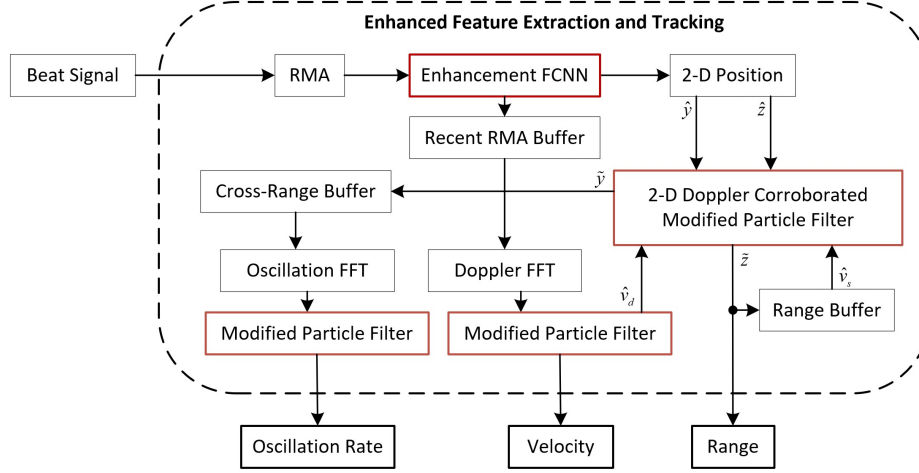 Enhanced Feature Extraction and Tracking
Beat Signal
RMA
Enhancement FCNN
2-D Position
ŷ
ẑ
Recent RMA Buffer
Cross-Range Buffer
ỹ
2-D Doppler Corroborated
Modified Particle Filter
Oscillation FFT
Doppler FFT
v̂_d
z̃
v̂_s
Range Buffer
Modified Particle Filter
Modified Particle Filter
Oscillation Rate
Velocity
Range